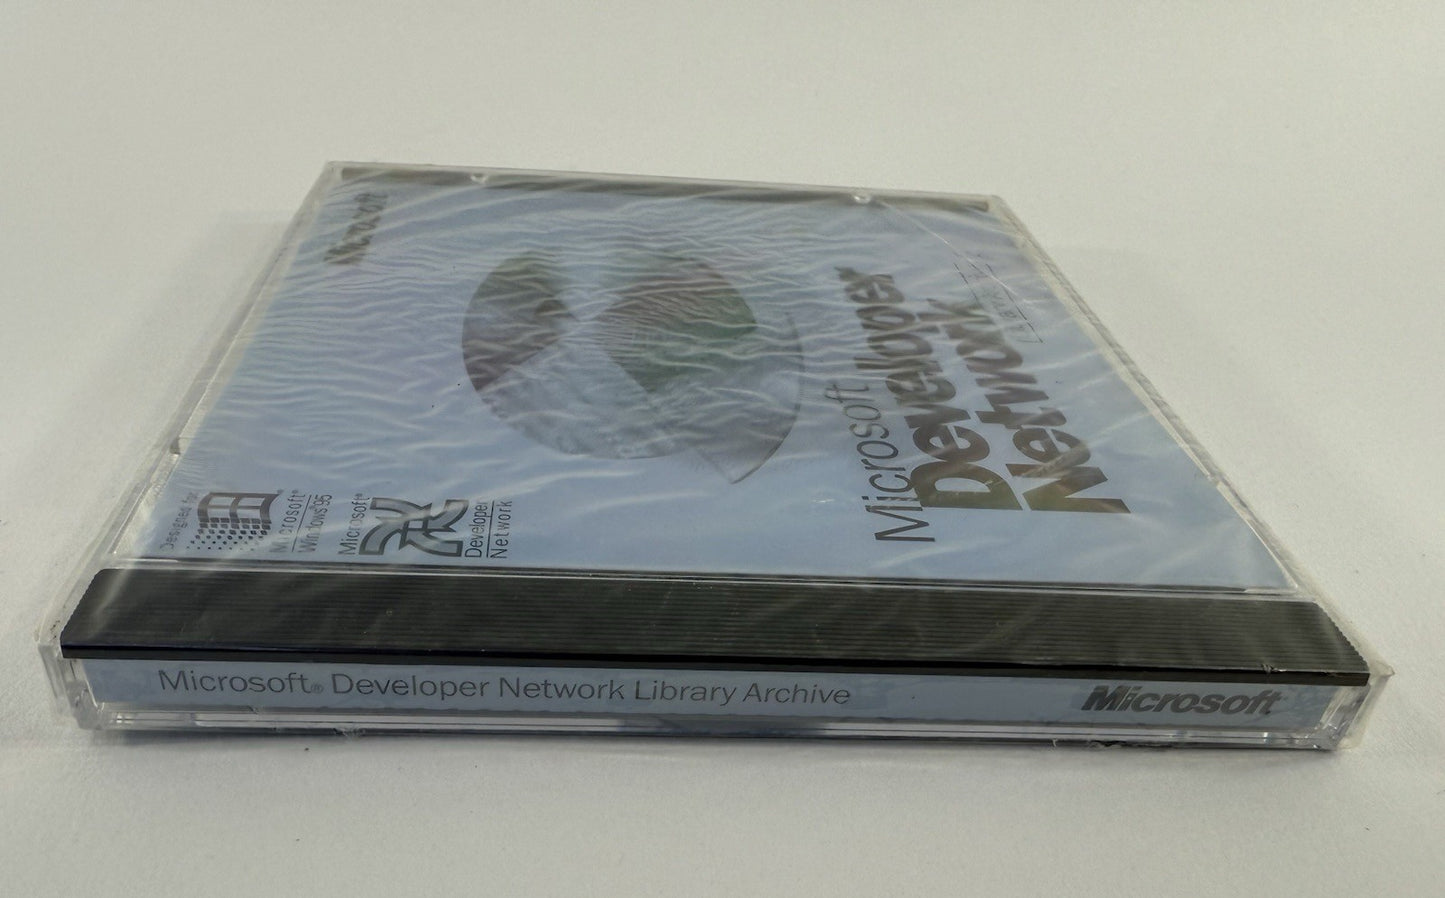 Microsoft
Microsoft
Developer
Network
Designed for
Microsoft®
Windows®95
Microsoft®
Developer
Network
Microsoft® Developer Network Library Archive
Microsoft